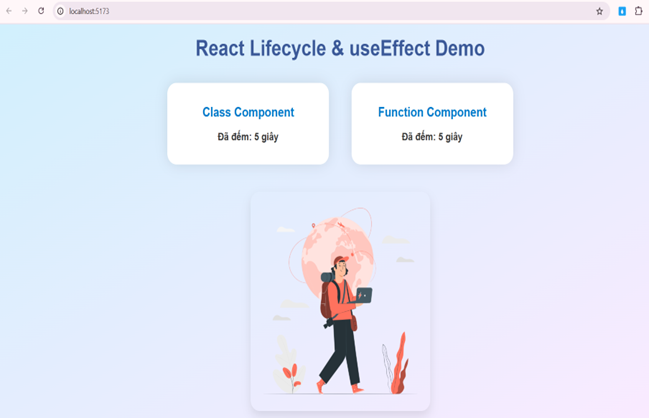 localhost:5173
React Lifecycle & useEffect Demo
Class Component
Đã đếm: 5 giây
Function Component
Đã đếm: 5 giây